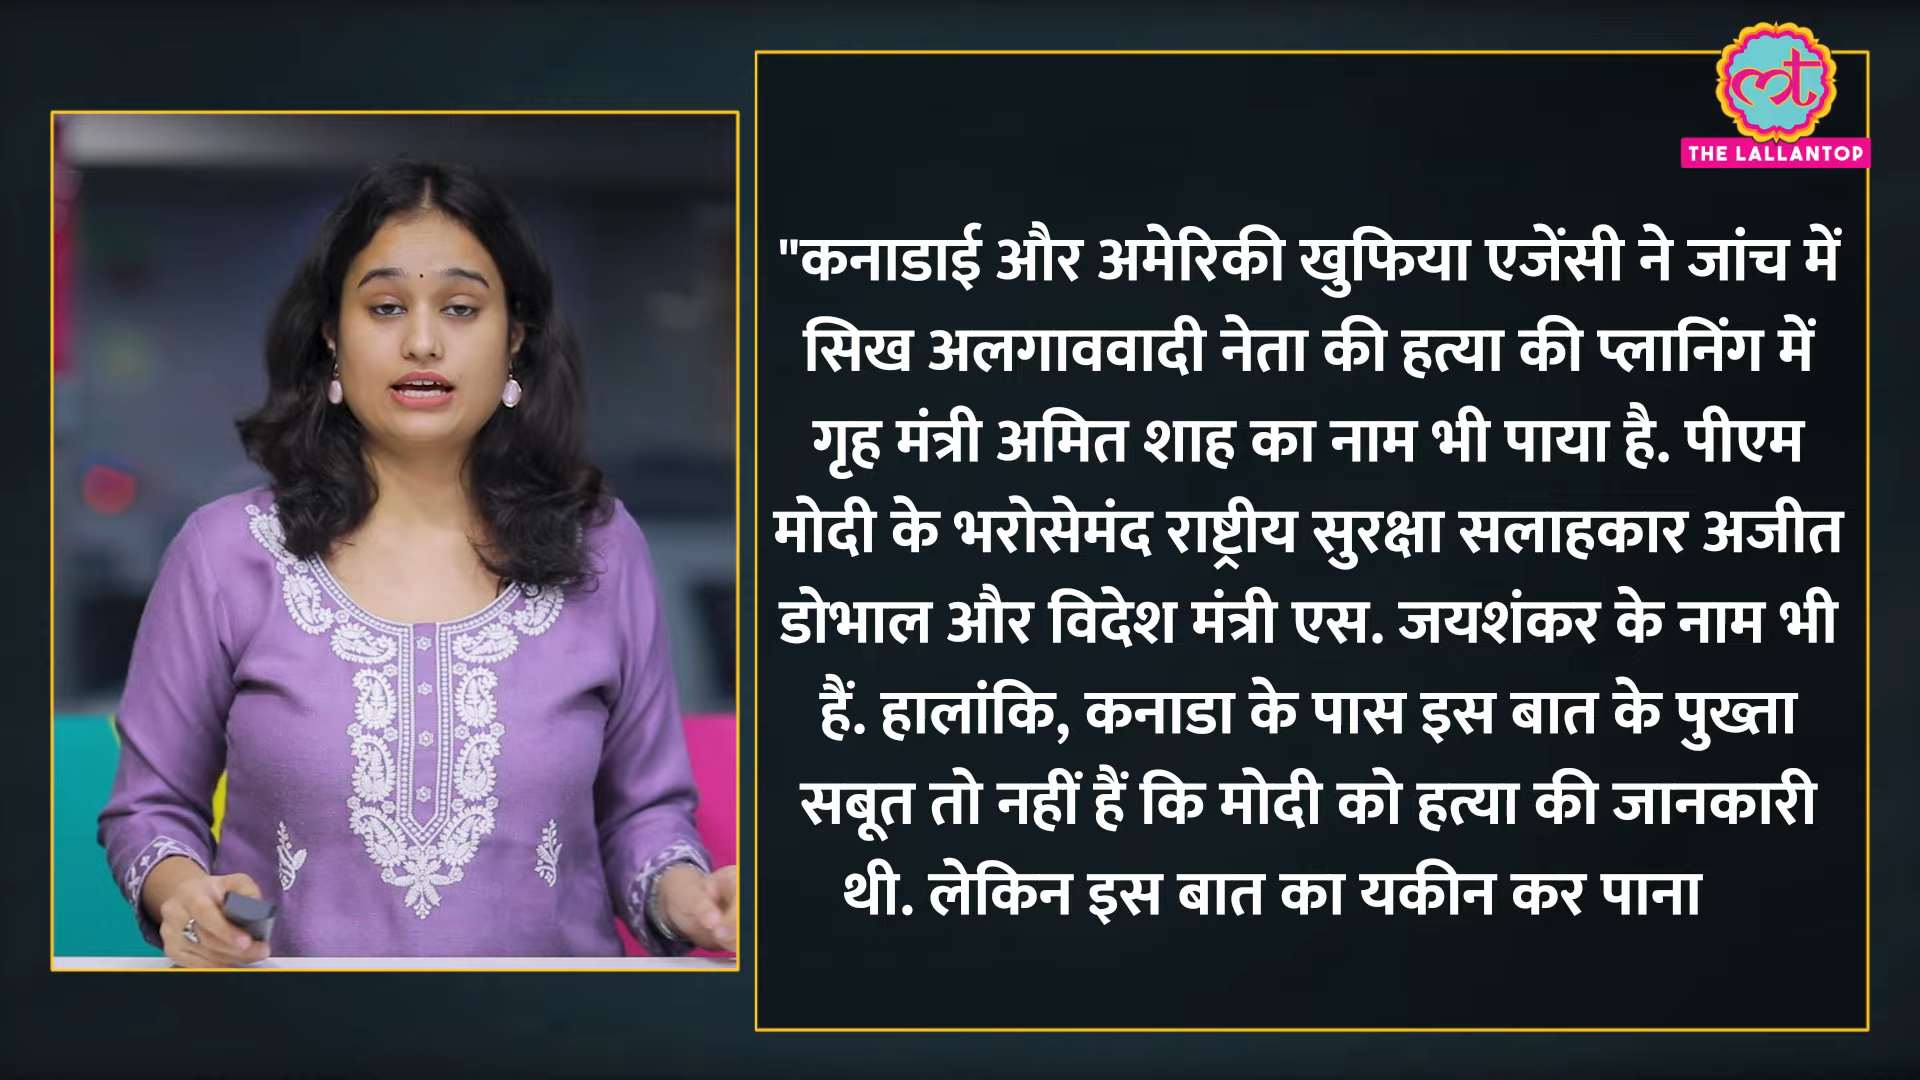 THE LALLANTOP
"कनाडाई और अमेरिकी खुफिया एजेंसी ने जांच में
सिख अलगाववादी नेता की हत्या की प्लानिंग में
गृह मंत्री अमित शाह का नाम भी पाया है. पीएम
मोदी के भरोसेमंद राष्ट्रीय सुरक्षा सलाहकार अजीत
डोभाल और विदेश मंत्री एस. जयशंकर के नाम भी
हैं. हालांकि, कनाडा के पास इस बात के पुख्ता
सबूत तो नहीं हैं कि मोदी को हत्या की जानकारी
थी. लेकिन इस बात का यकीन कर पाना